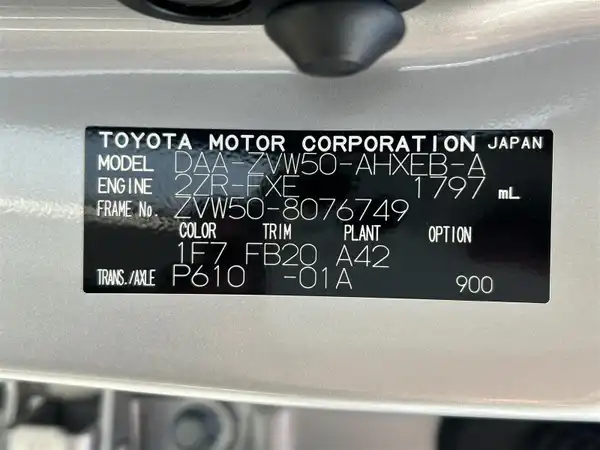 TOYOTA MOTOR CORPORATION JAPAN
MODEL DAA-ZVW50-AHXEB-A
ENGINE 2ZR-FXE 1797 mL
FRAME No. ZVW50-8076749
COLOR TRIM PLANT OPTION
1F7 FB20 A42
TRANS./AXLE P610 -01A 900